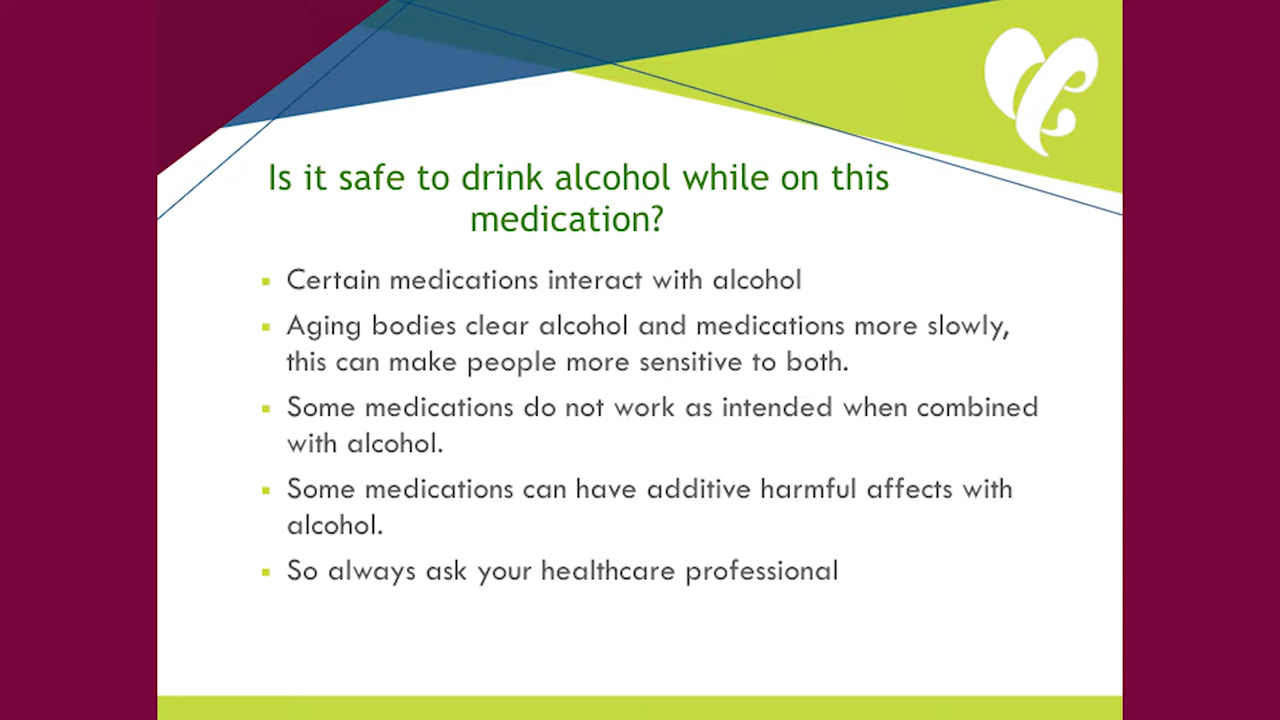 Is it safe to drink alcohol while on this
medication?
▪ Certain medications interact with alcohol
▪ Aging bodies clear alcohol and medications more slowly,
this can make people more sensitive to both.
▪ Some medications do not work as intended when combined
with alcohol.
▪ Some medications can have additive harmful affects with
alcohol.
▪ So always ask your healthcare professional